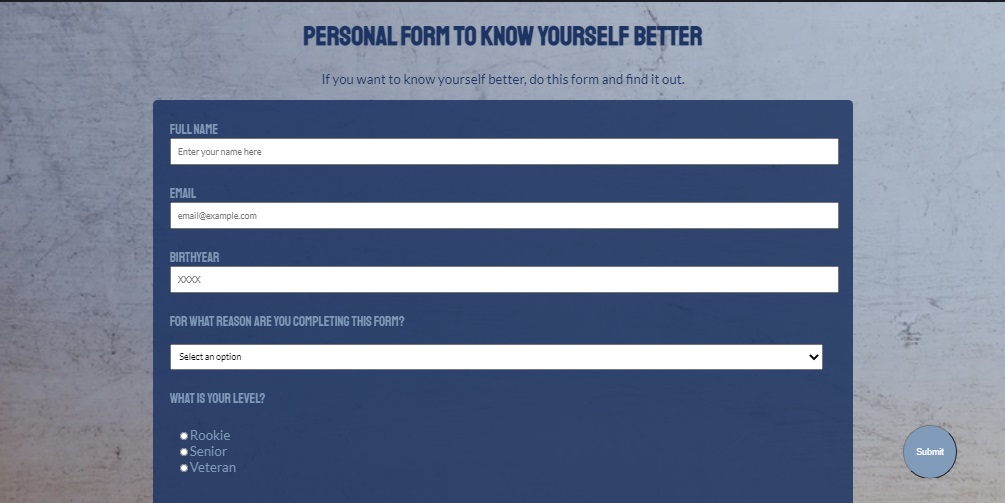 PERSONAL FORM TO KNOW YOURSELF BETTER
If you want to know yourself better, do this form and find it out.
FULL NAME
Enter your name here
EMAIL
email@example.com
BIRTHYEAR
XXXX
FOR WHAT REASON ARE YOU COMPLETING THIS FORM?
Select an option
WHAT IS YOUR LEVEL?
Rookie
Senior
Veteran
Submit